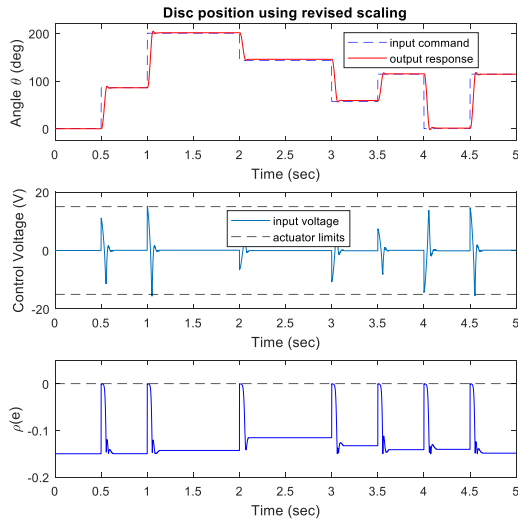 Disc position using revised scaling
200
100
0
Angle θ (deg)
input command
output response
0 0.5 1 1.5 2 2.5 3 3.5 4 4.5 5
Time (sec)
20
0
-20
Control Voltage (V)
input voltage
actuator limits
0 0.5 1 1.5 2 2.5 3 3.5 4 4.5 5
Time (sec)
0
-0.1
-0.2
ρ(e)
0 0.5 1 1.5 2 2.5 3 3.5 4 4.5 5
Time (sec)